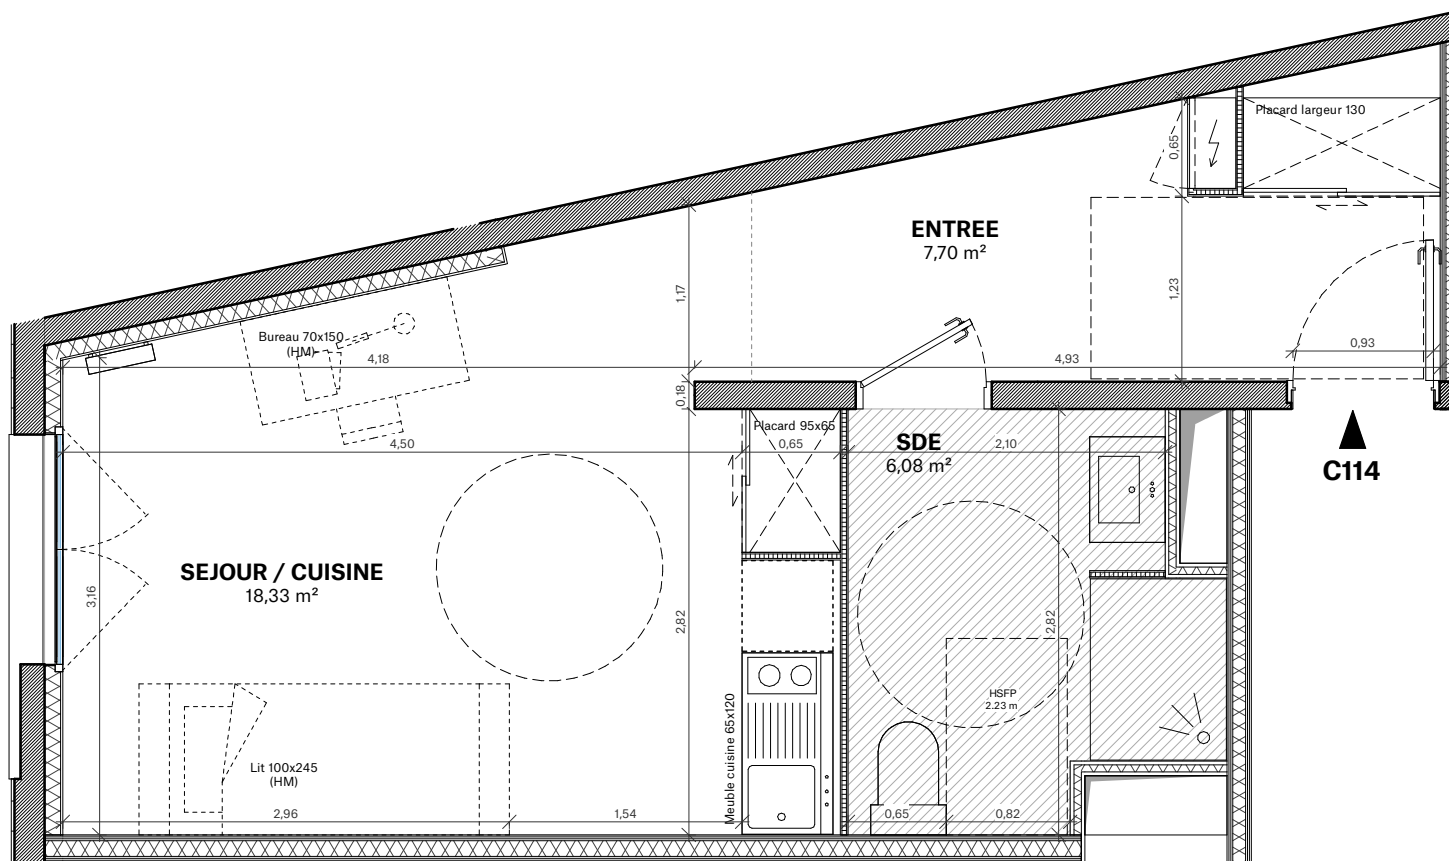 Placard largeur 130
0,65
ENTREE
7,70 m²
1,17
1,23
Bureau 70x150
(HM)
4,18
4,93
0,93
0,18
Placard 95x65
SDE
6,08 m²
4,50
0,65
2,10
C114
SEJOUR / CUISINE
18,33 m²
3,16
2,82
2,82
HSFP
2.23 m
Meuble cuisine 65x120
Lit 100x245
(HM)
2,96
1,54
0,65
0,82